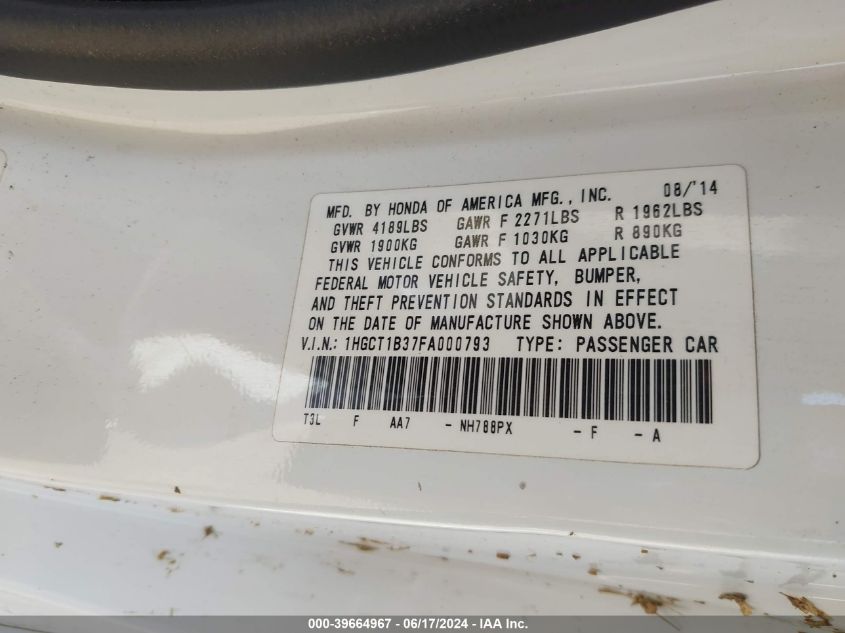 MFD. BY HONDA OF AMERICA MFG., INC. 08/'14
GVWR 4189LBS GAWR F 2271LBS R 1962LBS
GVWR 1900KG GAWR F 1030KG R 890KG
THIS VEHICLE CONFORMS TO ALL APPLICABLE
FEDERAL MOTOR VEHICLE SAFETY, BUMPER,
AND THEFT PREVENTION STANDARDS IN EFFECT
ON THE DATE OF MANUFACTURE SHOWN ABOVE.
V.I.N.: 1HGCT1B37FA000793 TYPE: PASSENGER CAR
T3L F AA7 - NH788PX - F - A
000-39664967 - 06/17/2024 - IAA Inc.